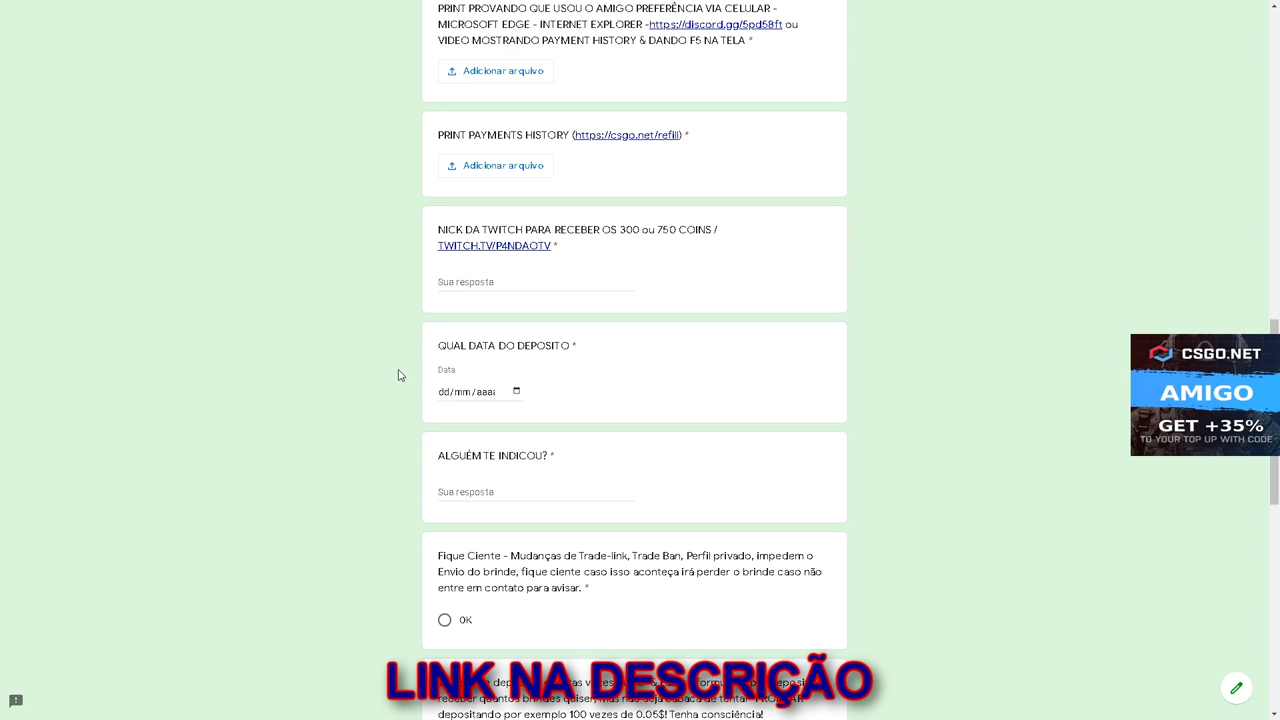 PRINT PROVANDO QUE USOU O AMIGO PREFERÊNCIA VIA CELULAR -
MICROSOFT EDGE - INTERNET EXPLORER -https://discord.gg/5pd58ft ou
VIDEO MOSTRANDO PAYMENT HISTORY & DANDO F5 NA TELA *
Adicionar arquivo
PRINT PAYMENTS HISTORY (https://csgo.net/refill) *
Adicionar arquivo
NICK DA TWITCH PARA RECEBER OS 300 ou 750 COINS /
TWITCH.TV/P4NDAOTV *
Sua resposta
QUAL DATA DO DEPOSITO *
Data
dd/mm/aaaa
ALGUÉM TE INDICOU? *
Sua resposta
Fique Ciente - Mudanças de Trade-link, Trade Ban, Perfil privado, impedem o
Envio do brinde, fique ciente caso isso aconteça irá perder o brinde caso não
entre em contato para avisar. *
OK
CSGO.NET
AMIGO
GET +35%
TO YOUR TOP UP WITH CODE
LINK NA DESCRIÇÃO
depositando por exemplo 100 vezes de 0.05$! Tenha consciência!